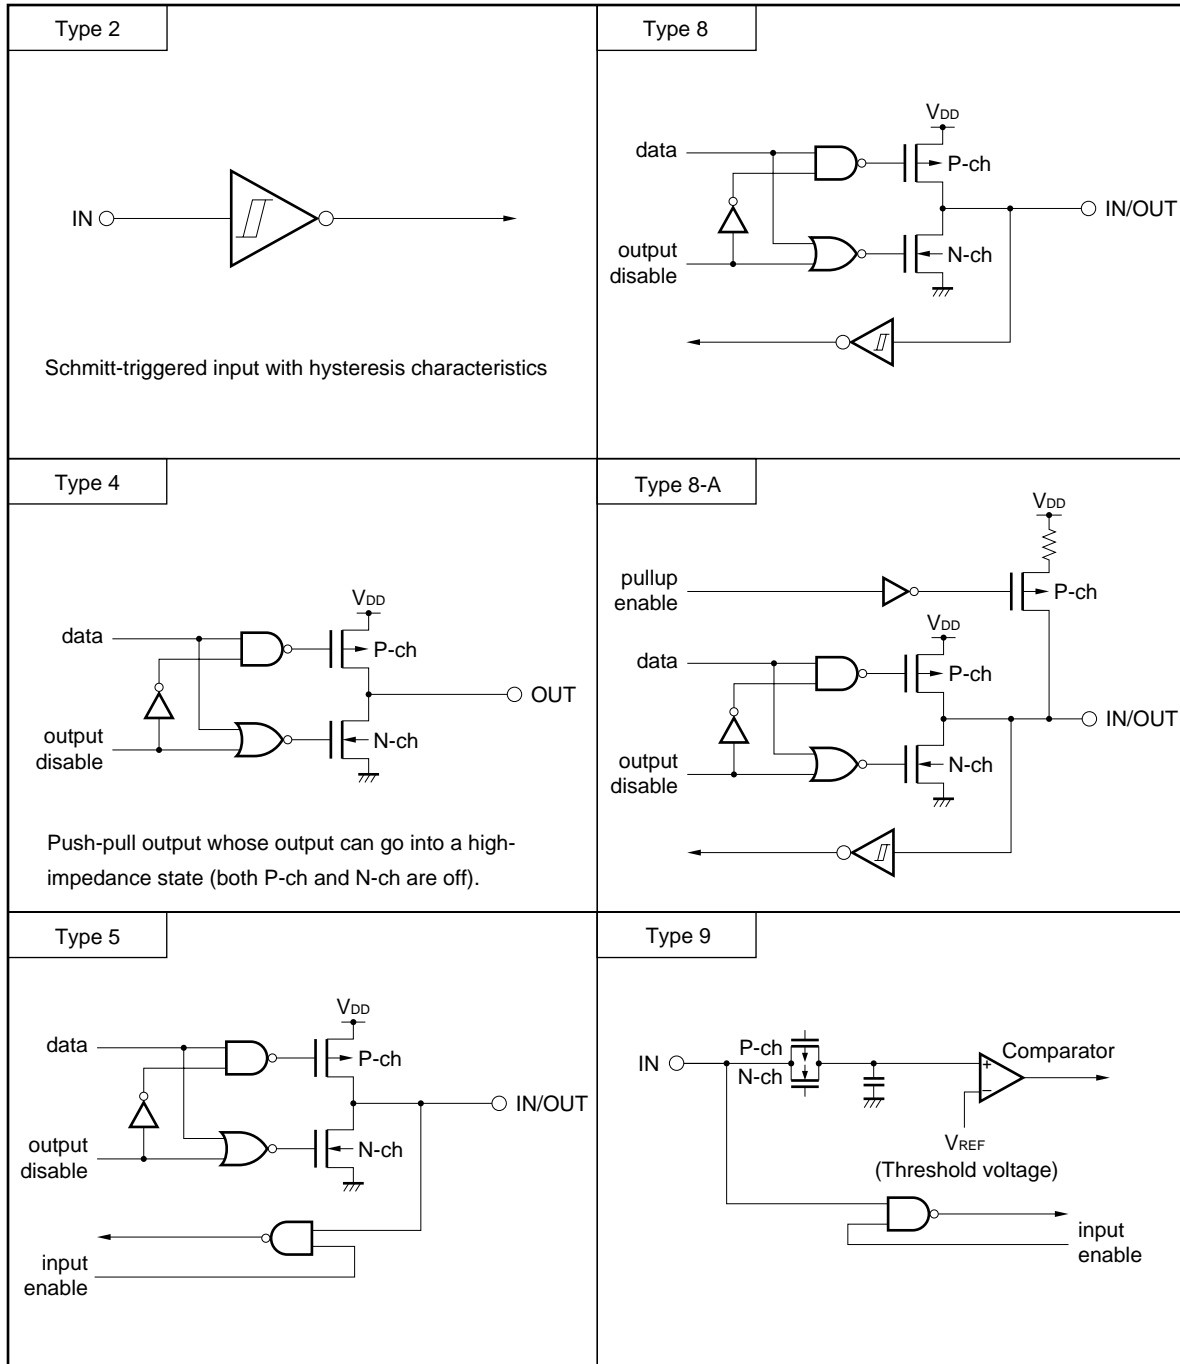 Type 2
IN
Schmitt-triggered input with hysteresis characteristics
Type 8
VDD
data
P-ch
IN/OUT
output
disable
N-ch
Type 4
VDD
data
P-ch
OUT
output
disable
N-ch
Push-pull output whose output can go into a high-
impedance state (both P-ch and N-ch are off).
Type 8-A
VDD
pullup
enable
P-ch
VDD
data
P-ch
IN/OUT
output
disable
N-ch
Type 5
VDD
data
P-ch
IN/OUT
output
disable
N-ch
input
enable
Type 9
P-ch
IN
N-ch
+
−
Comparator
VREF
(Threshold voltage)
input
enable